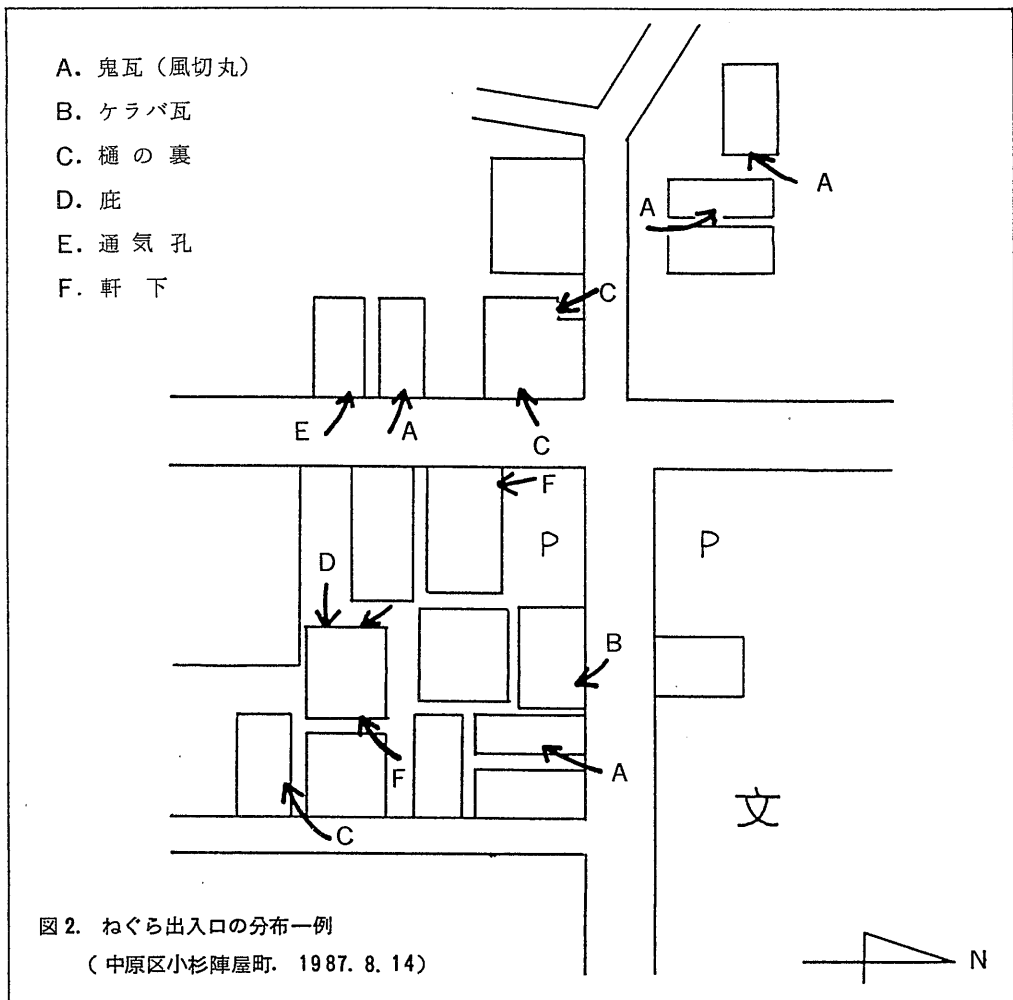 A. 鬼瓦（風切丸）
B. ケラバ瓦
C. 樋の裏
D. 庇
E. 通気孔
F. 軒下
A
A
C
E
A
C
F
P
P
D
B
F
A
C
文
図2. ねぐら出入口の分布一例
（中原区小杉陣屋町. 1987. 8. 14）
N